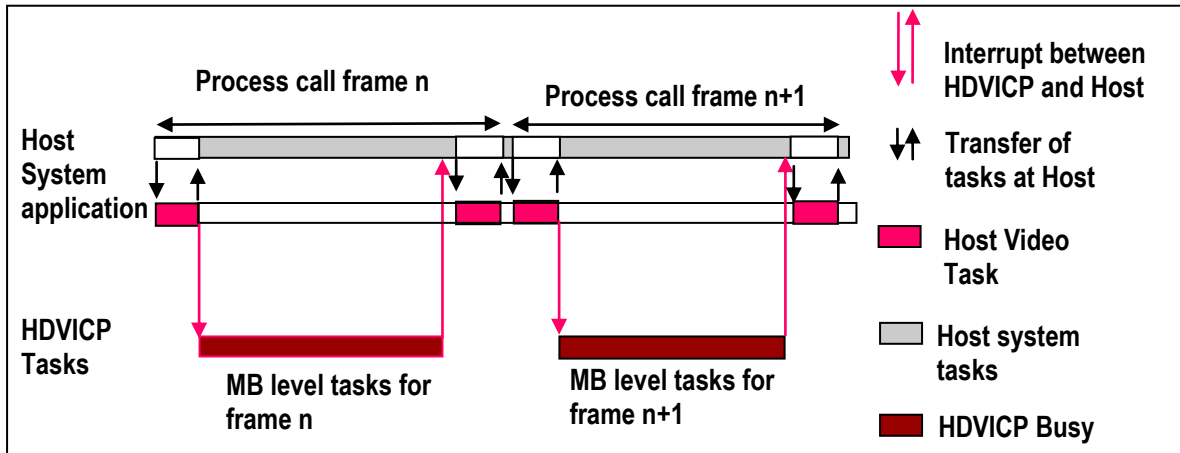 Process call frame n
Process call frame n+1
Host
System
application
HDVICP
Tasks
MB level tasks for
frame n
MB level tasks for
frame n+1
Interrupt between
HDVICP and Host
Transfer of
tasks at Host
Host Video
Task
Host system
tasks
HDVICP Busy